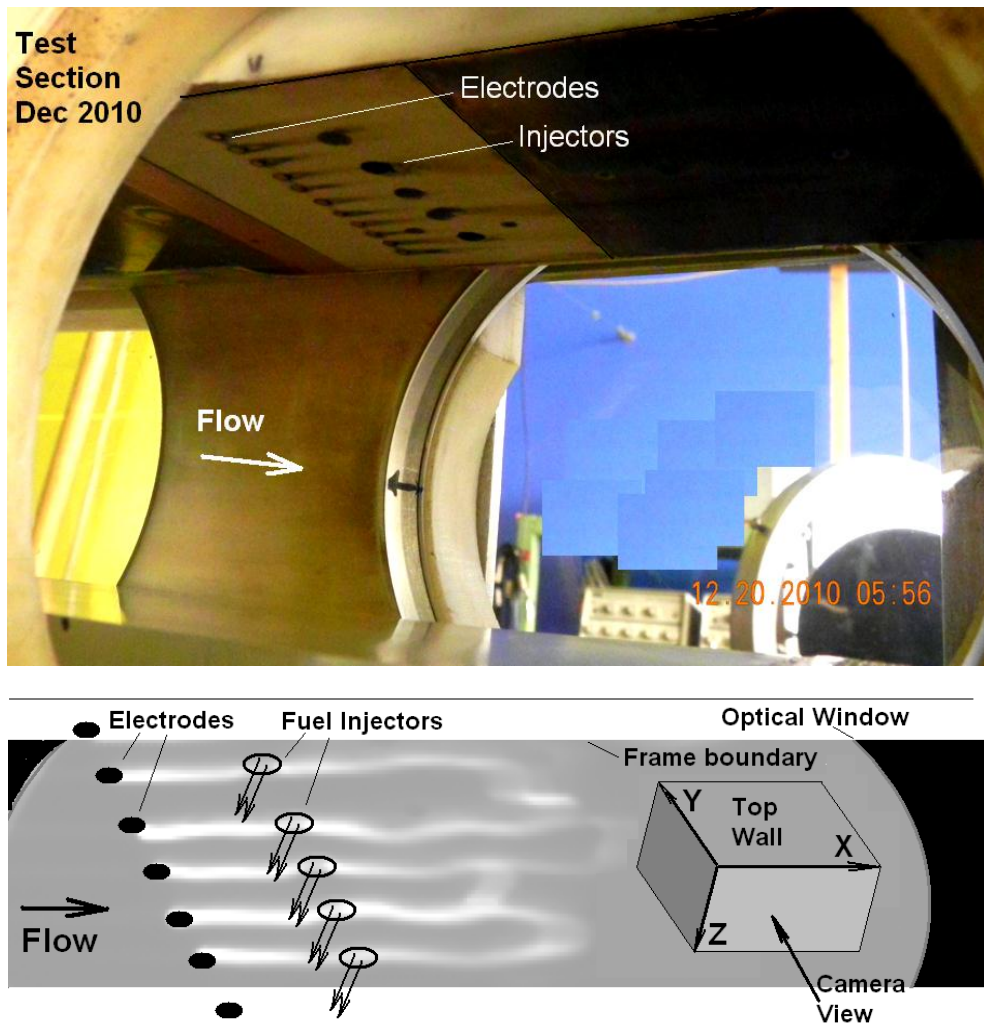 Test
Section
Dec 2010
Electrodes
Injectors
Flow
12.20.2010 05:56
Electrodes
Fuel Injectors
Optical Window
Frame boundary
Y
Top
Wall
X
Z
Flow
Camera
View